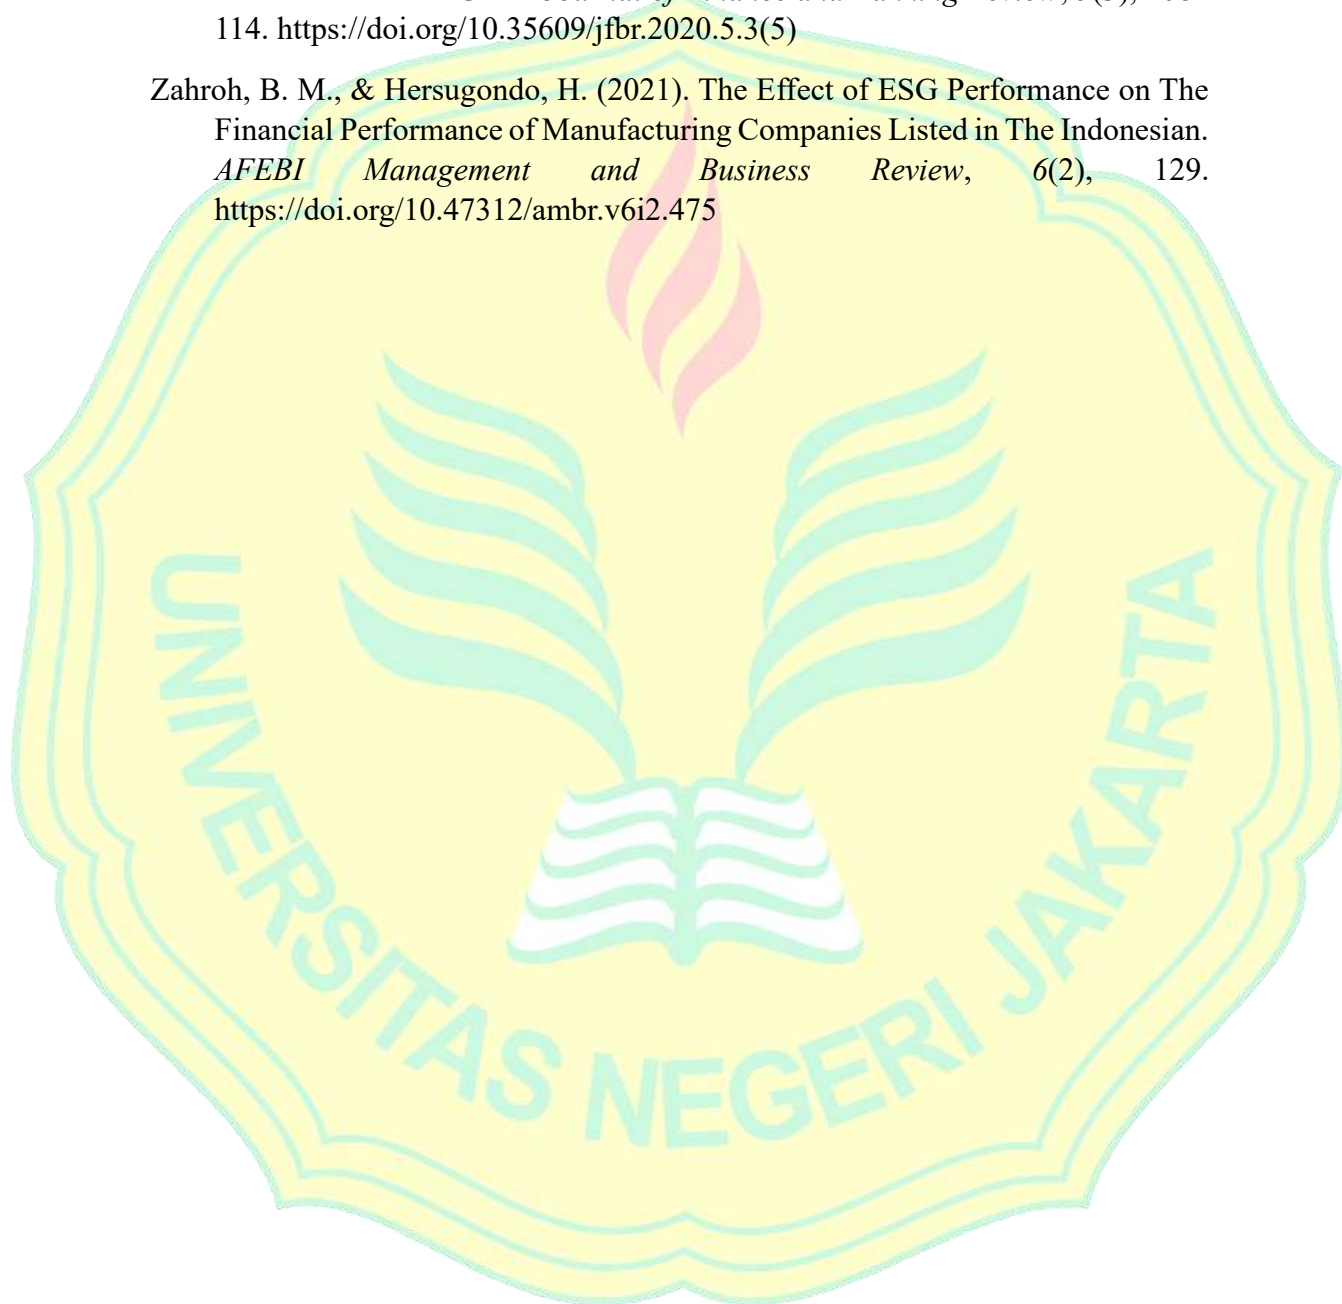 114. https://doi.org/10.35609/jfbr.2020.5.3(5)
Zahroh, B. M., & Hersugondo, H. (2021). The Effect of ESG Performance on The
Financial Performance of Manufacturing Companies Listed in The Indonesian.
AFEBI Management and Business Review, 6(2), 129.
https://doi.org/10.47312/ambr.v6i2.475
UNIVERSITAS NEGERI JAKARTA